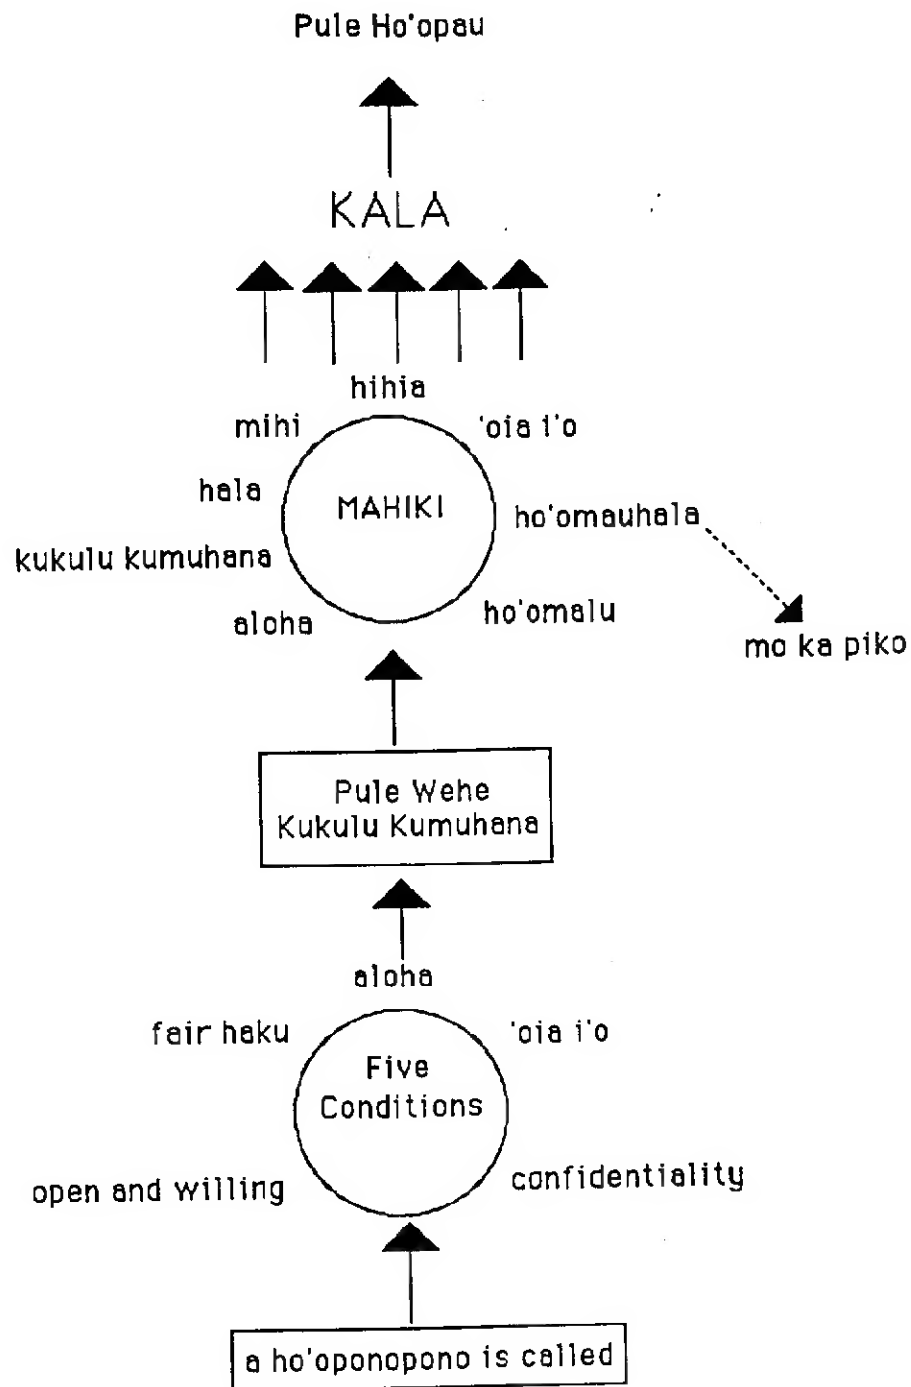 Pule Ho'opau
KALA
hihia
mihi
'oia i'o
hala
MAHIKI
ho'omauhala
kukulu kumuhana
aloha
ho'omalu
mo ka piko
Pule Wehe
Kukulu Kumuhana
aloha
fair haku
'oia i'o
Five
Conditions
open and willing
confidentiality
a ho'oponopono is called